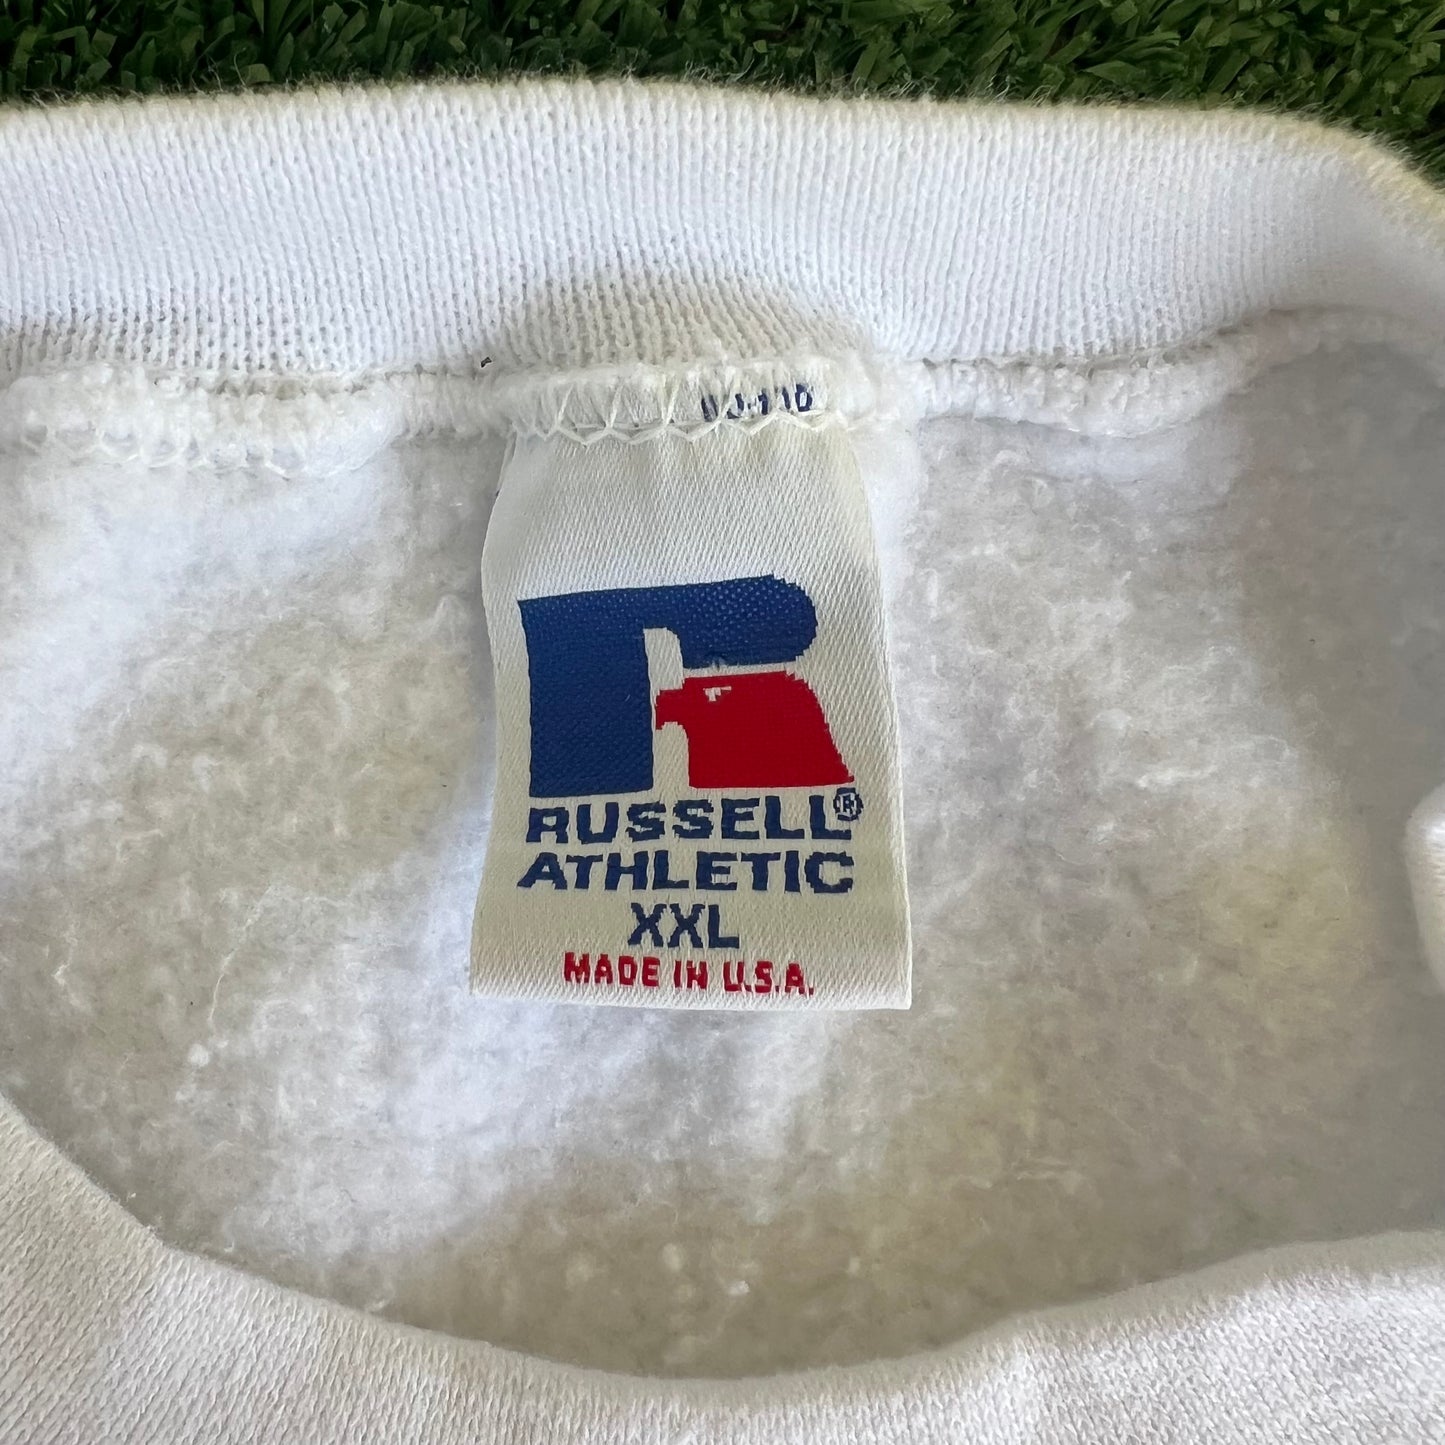 RUSSELL®
ATHLETIC
XXL
MADE IN U.S.A.